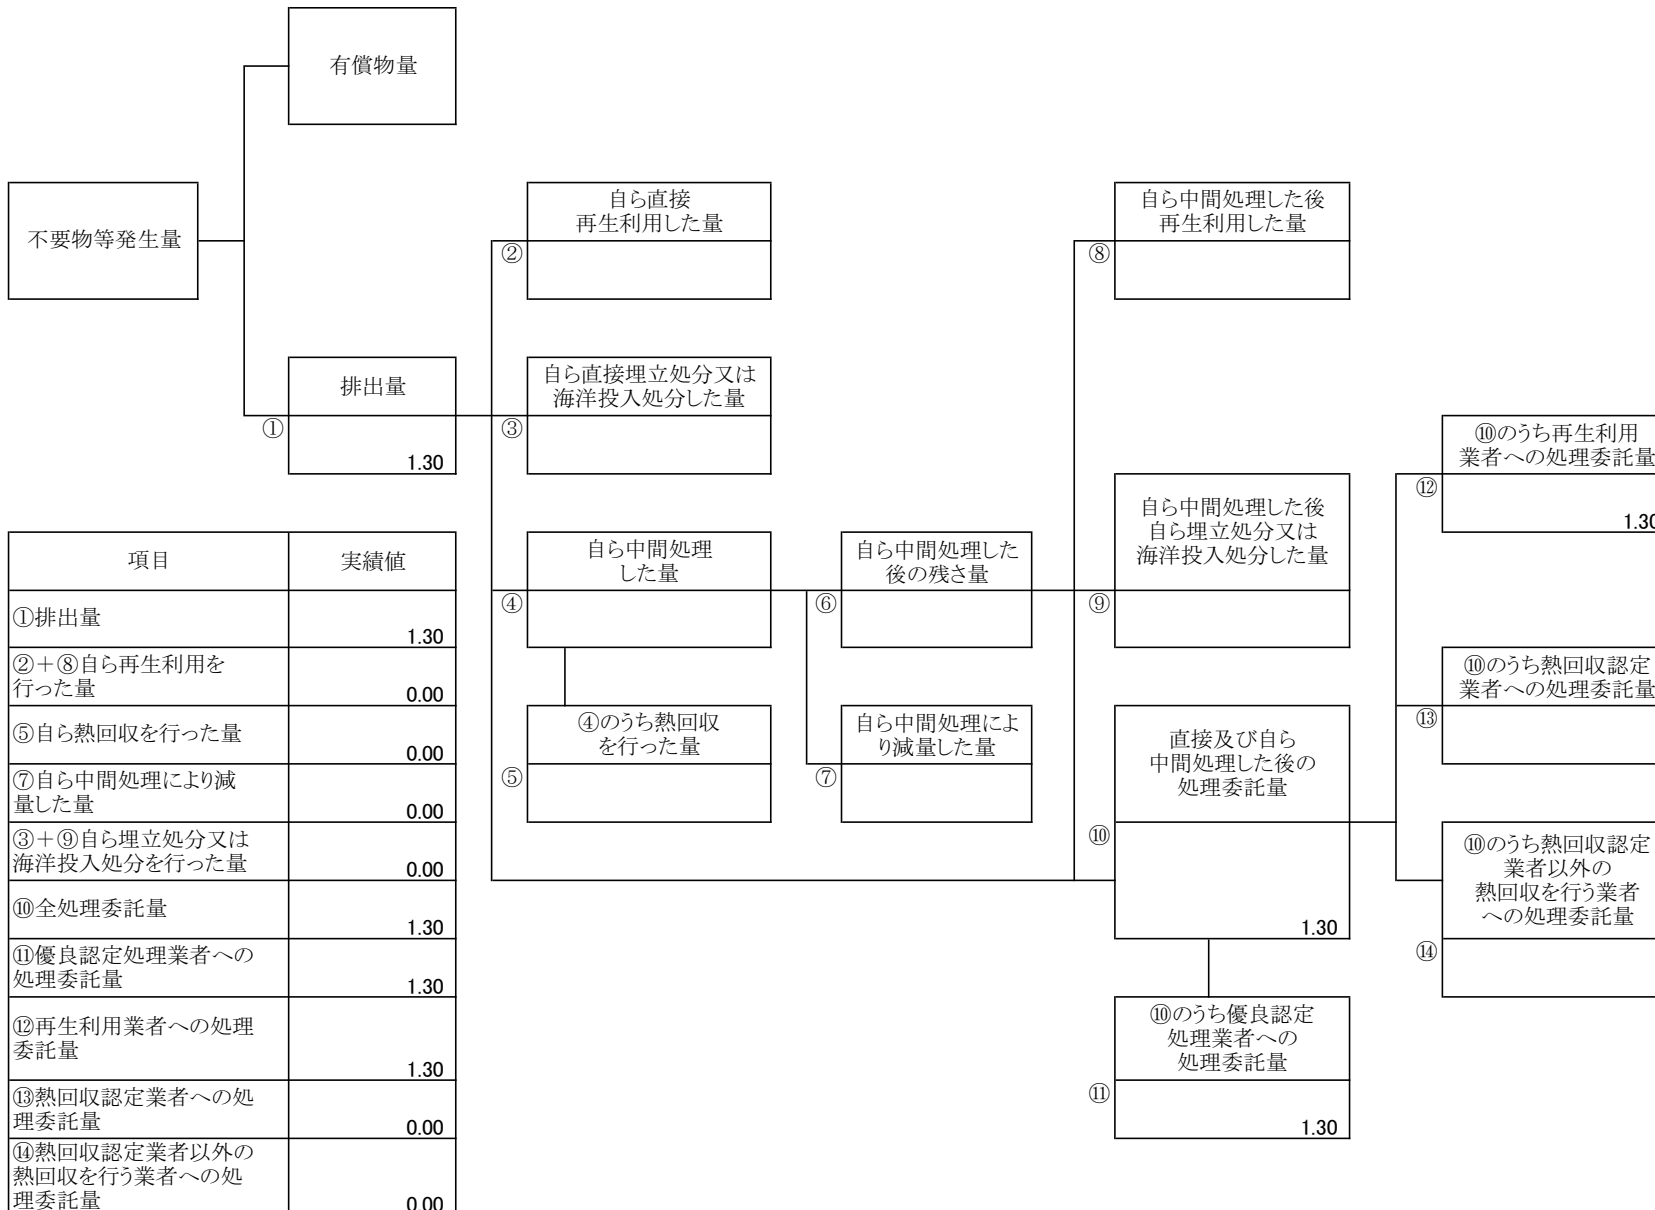 有償物量
不要物等発生量
自ら直接
再生利用した量
②
自ら中間処理した後
再生利用した量
⑧
排出量
①
1.30
自ら直接埋立処分又は
海洋投入処分した量
③
⑩のうち再生利用
業者への処理委託量
⑫
1.30
自ら中間処理した後
自ら埋立処分又は
海洋投入処分した量
⑨
自ら中間処理
した量
④
自ら中間処理した
後の残さ量
⑥
④のうち熱回収
を行った量
⑤
自ら中間処理によ
り減量した量
⑦
直接及び自ら
中間処理した後の
処理委託量
⑩
1.30
⑩のうち熱回収認定
業者への処理委託量
⑬
⑩のうち熱回収認定
業者以外の
熱回収を行う業者
への処理委託量
⑭
⑩のうち優良認定
処理業者への
処理委託量
⑪
1.30
項目
実績値
①排出量
1.30
②+⑧自ら再生利用を
行った量
0.00
⑤自ら熱回収を行った量
0.00
⑦自ら中間処理により減
量した量
0.00
③+⑨自ら埋立処分又は
海洋投入処分を行った量
0.00
⑩全処理委託量
1.30
⑪優良認定処理業者への
処理委託量
1.30
⑫再生利用業者への処理
委託量
1.30
⑬熱回収認定業者への処
理委託量
0.00
⑭熱回収認定業者以外の
熱回収を行う業者への処
理委託量
0.00